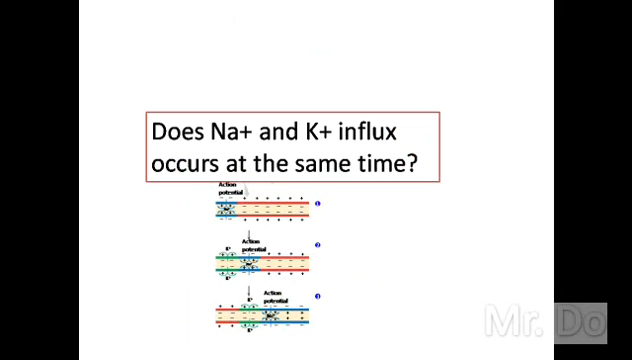 Does Na+ and K+ influx
occurs at the same time?
Action
potential
Action
potential
K+
K+
Action
potential
K+
K+
Mr. Do